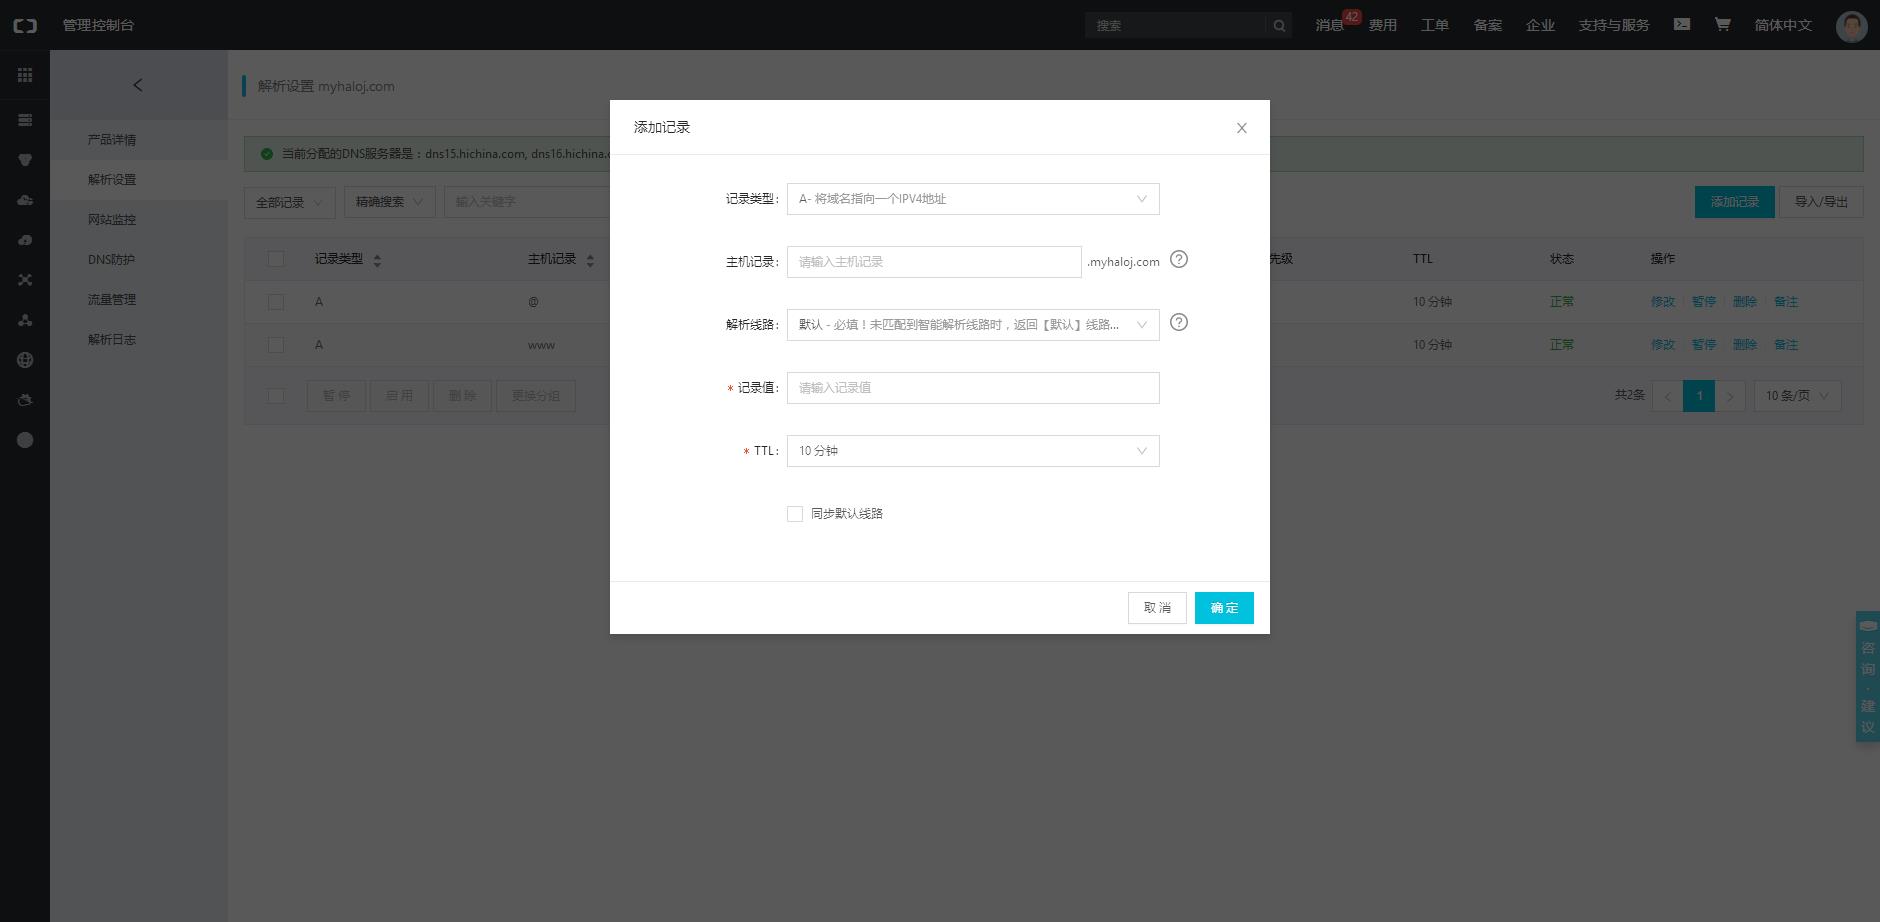 管理控制台
搜索
消息 42 费用 工单 备案 企业 支持与服务 简体中文
解析设置 myhaloj.com
产品详情
解析设置
网站监控
DNS防护
流量管理
解析日志
当前分配的DNS服务器是：dns15.hichina.com, dns16.hichina.c
全部记录 精确搜索 输入关键字
添加记录 导入/导出
记录类型 主机记录 先级 TTL 状态 操作
A @ 10 分钟 正常 修改 暂停 删除 备注
A www 10 分钟 正常 修改 暂停 删除 备注
暂停 启用 删除 更换分组
共2条 < 1 > 10 条/页
添加记录
记录类型: A- 将域名指向一个IPV4地址
主机记录: 请输入主机记录 .myhaloj.com ?
解析线路: 默认 - 必填！未匹配到智能解析线路时，返回【默认】线路... ?
* 记录值: 请输入记录值
* TTL: 10 分钟
同步默认线路
取消 确定
咨询·建议